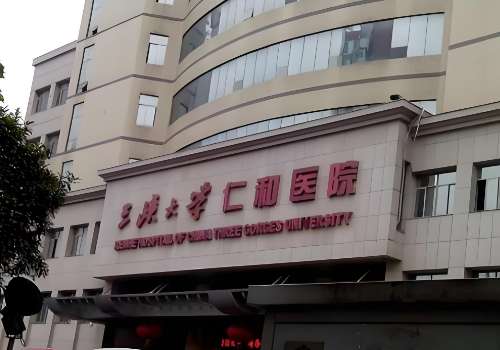 三峡大学 仁和医院
RENHE HOSPITAL OF CHINA THREE GORGES UNIVERSITY